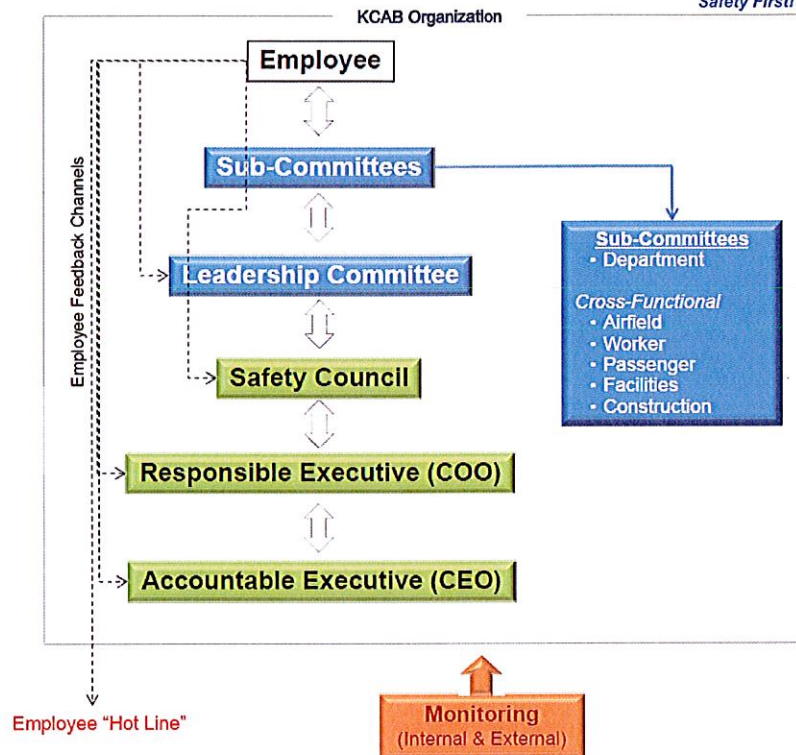 Safety First!
KCAB Organization
Employee
Sub-Committees
Leadership Committee
Safety Council
Responsible Executive (COO)
Accountable Executive (CEO)
Employee Feedback Channels
Sub-Committees
• Department
Cross-Functional
• Airfield
• Worker
• Passenger
• Facilities
• Construction
Employee "Hot Line"
Monitoring
(Internal & External)